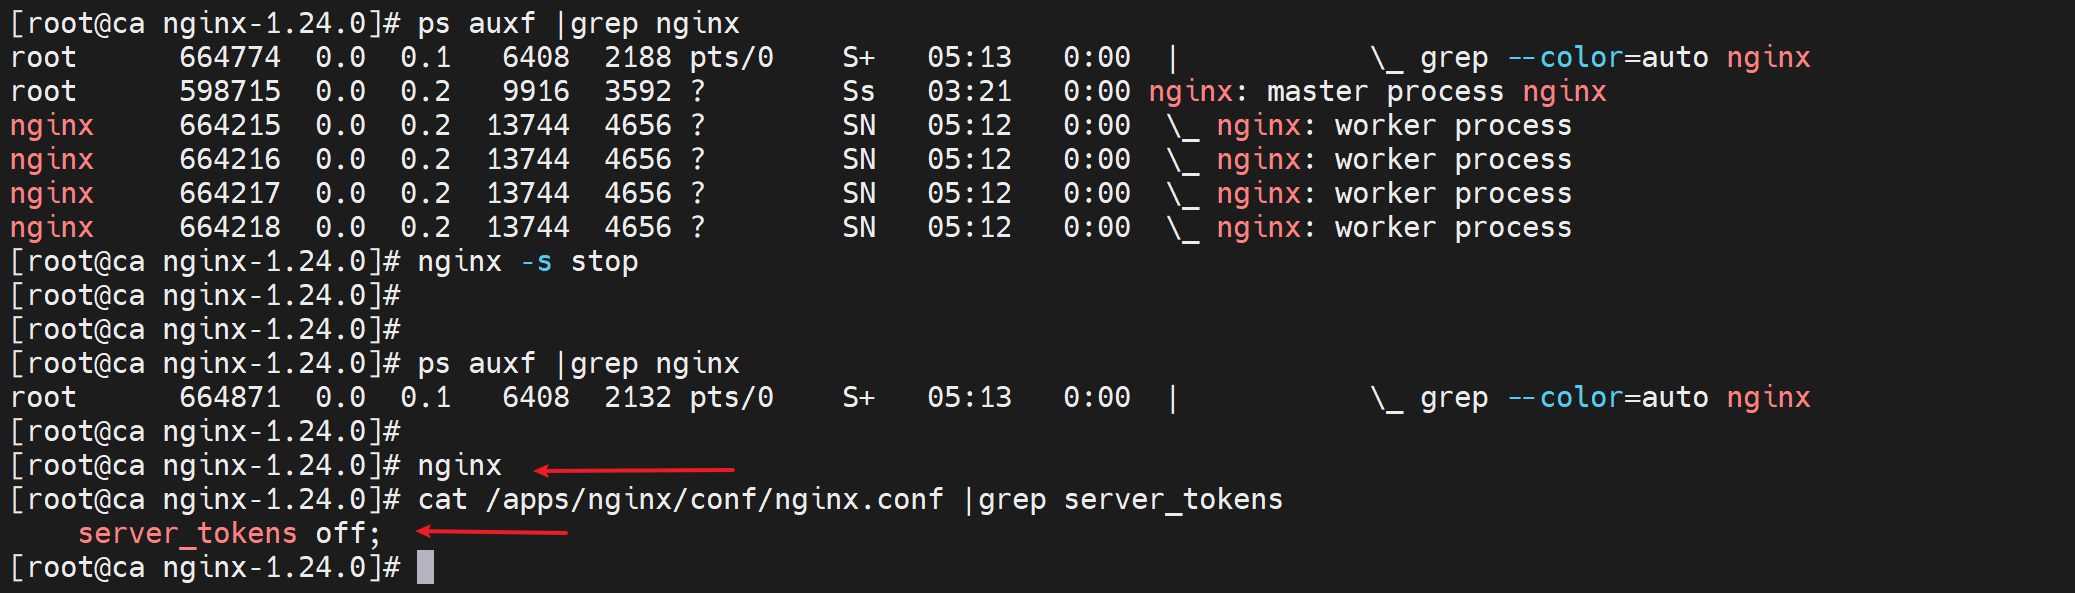 [root@ca nginx-1.24.0]# ps auxf |grep nginx
root      664774  0.0  0.1   6408  2188 pts/0    S+   05:13   0:00  |           \_ grep --color=auto nginx
root      598715  0.0  0.2   9916  3592 ?        Ss   03:21   0:00 nginx: master process nginx
nginx     664215  0.0  0.2  13744  4656 ?        SN   05:12   0:00  \_ nginx: worker process
nginx     664216  0.0  0.2  13744  4656 ?        SN   05:12   0:00  \_ nginx: worker process
nginx     664217  0.0  0.2  13744  4656 ?        SN   05:12   0:00  \_ nginx: worker process
nginx     664218  0.0  0.2  13744  4656 ?        SN   05:12   0:00  \_ nginx: worker process
[root@ca nginx-1.24.0]# nginx -s stop
[root@ca nginx-1.24.0]#
[root@ca nginx-1.24.0]#
[root@ca nginx-1.24.0]# ps auxf |grep nginx
root      664871  0.0  0.1   6408  2132 pts/0    S+   05:13   0:00  |           \_ grep --color=auto nginx
[root@ca nginx-1.24.0]#
[root@ca nginx-1.24.0]# nginx
[root@ca nginx-1.24.0]# cat /apps/nginx/conf/nginx.conf |grep server_tokens
    server_tokens off;
[root@ca nginx-1.24.0]#